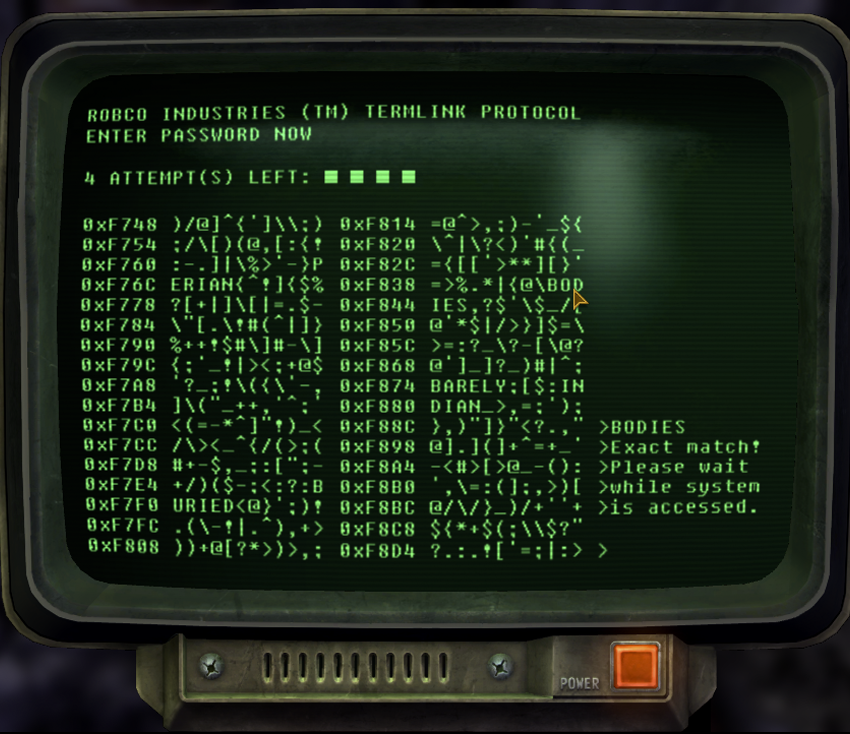 ROBCO INDUSTRIES (TM) TERMLINK PROTOCOL
ENTER PASSWORD NOW
4 ATTEMPT(S) LEFT: ■ ■ ■ ■
0xF748 )/@]^{']\\;) 0xF814 =@^>,;)-'_${
0xF754 ;/\[)(@,[:{! 0xF820 \^|\?<)'#{(_
0xF760 :-.]|\%>'-}P 0xF82C ={[['>**][}'
0xF76C ERIAN{^!]{$% 0xF838 =>%.*|{@\BOD
0xF778 ?[+|]\[|=.$- 0xF844 IES,?$'\$_/[
0xF784 \"[.\!#(^|]} 0xF850 @'*$|/>}]$=\
0xF790 %++!$#\]#-\] 0xF85C >=:?_\?-[\@?
0xF79C {;'_!|><;+@$ 0xF868 @']_]?_)#|^;
0xF7A8 '?_;!\({\'-, 0xF874 BARELY;[$:IN
0xF7B4 ]\("_++,'^;' 0xF880 DIAN_>,=;');
0xF7C0 <(=-*^]"!)_< 0xF88C },)"]}"<?.," >BODIES
0xF7CC /\><_^{/(>;( 0xF898 @].](]+^=+_' >Exact match!
0xF7D8 #+-$,_::[";- 0xF8A4 -<#>[>@_-(): >Please wait
0xF7E4 +/)($-;<:?:B 0xF8B0 ',\=:(];,>)[ >while system
0xF7F0 URIED<@}';)! 0xF8BC @/\/}_)/+''+ >is accessed.
0xF7FC .(\-!|.^),+> 0xF8C8 ${*+$(;\\$?"
0xF808 ))+@[?*>)>,; 0xF8D4 ?.:.!['=;|:> >
POWER